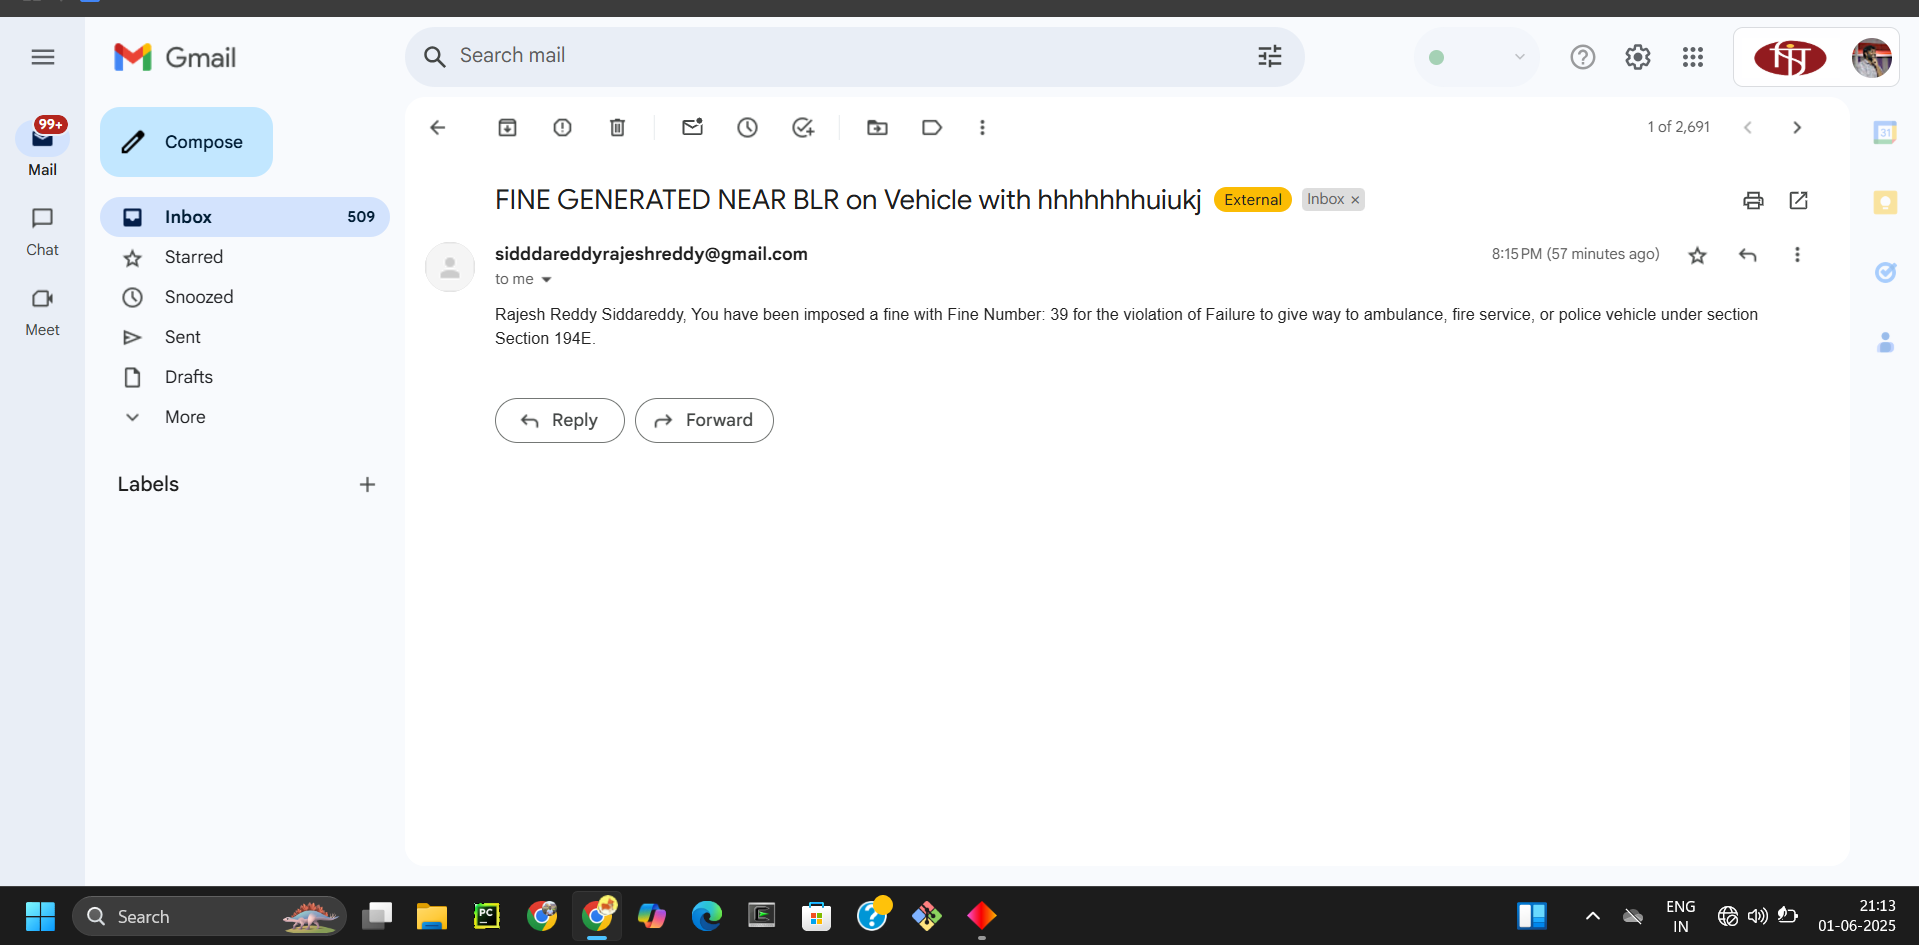 Gmail
Search mail
99+
Mail
Chat
Meet
Compose
Inbox 509
Starred
Snoozed
Sent
Drafts
More
Labels
1 of 2,691
31
FINE GENERATED NEAR BLR on Vehicle with hhhhhhhuiukj External Inbox ×
sidddareddyrajeshreddy@gmail.com
8:15 PM (57 minutes ago)
to me
Rajesh Reddy Siddareddy, You have been imposed a fine with Fine Number: 39 for the violation of Failure to give way to ambulance, fire service, or police vehicle under section
Section 194E.
Reply
Forward
Search
PC
ENG
IN
21:13
01-06-2025